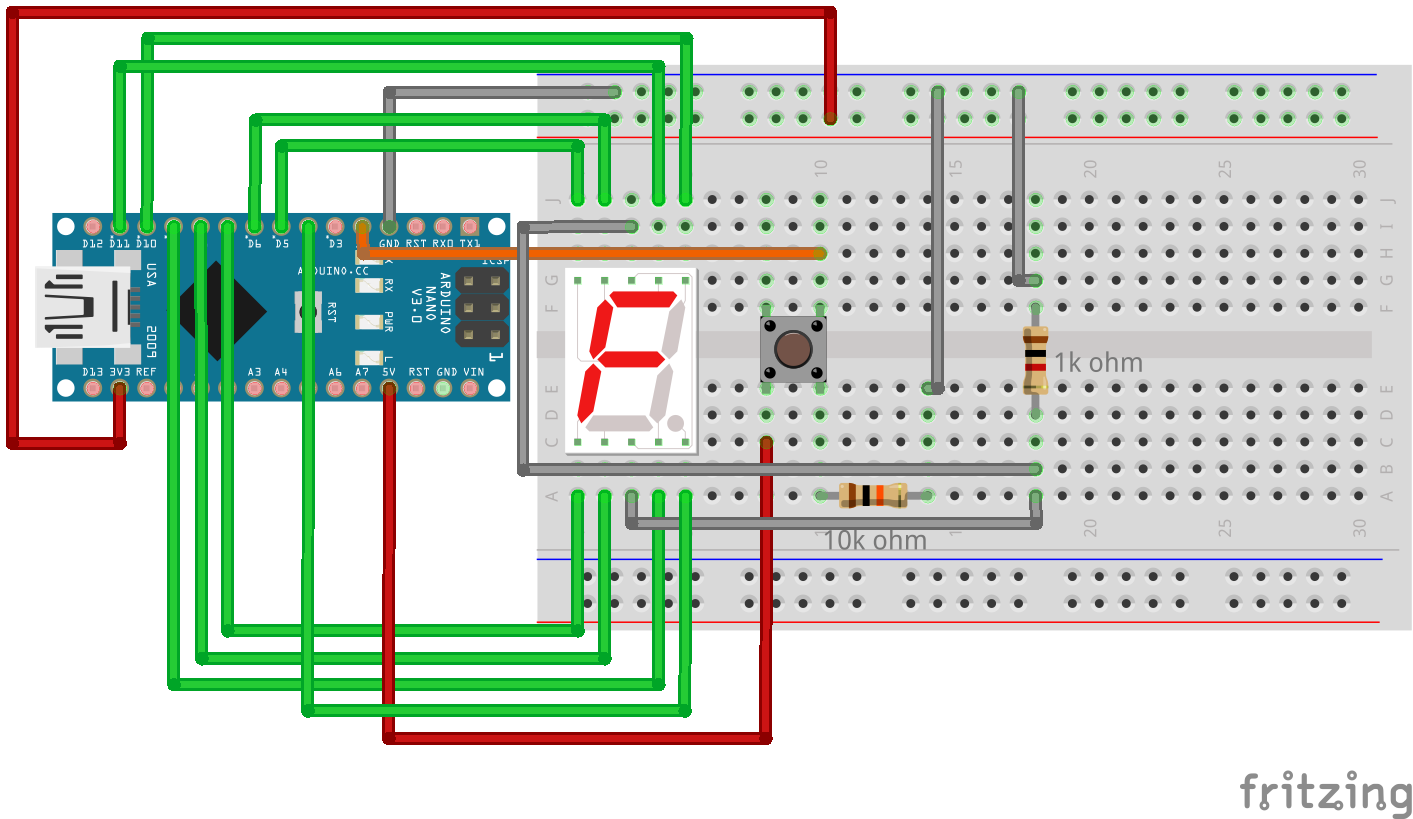 10
15
20
25
30
J
J
I
I
H
H
G
G
F
F
D12 D11 D10
D6 D5
D3
GND RST RX0 TX1
ARDUINO.CC
USA
2009
RST
RX
PWR
L
ARDUINO
NANO
V3.0
1
D13 3V3 REF
A3 A4
A6 A7 5V RST GND VIN
1k ohm
E
E
D
D
C
C
B
A
A
20
25
30
10k ohm
fritzing